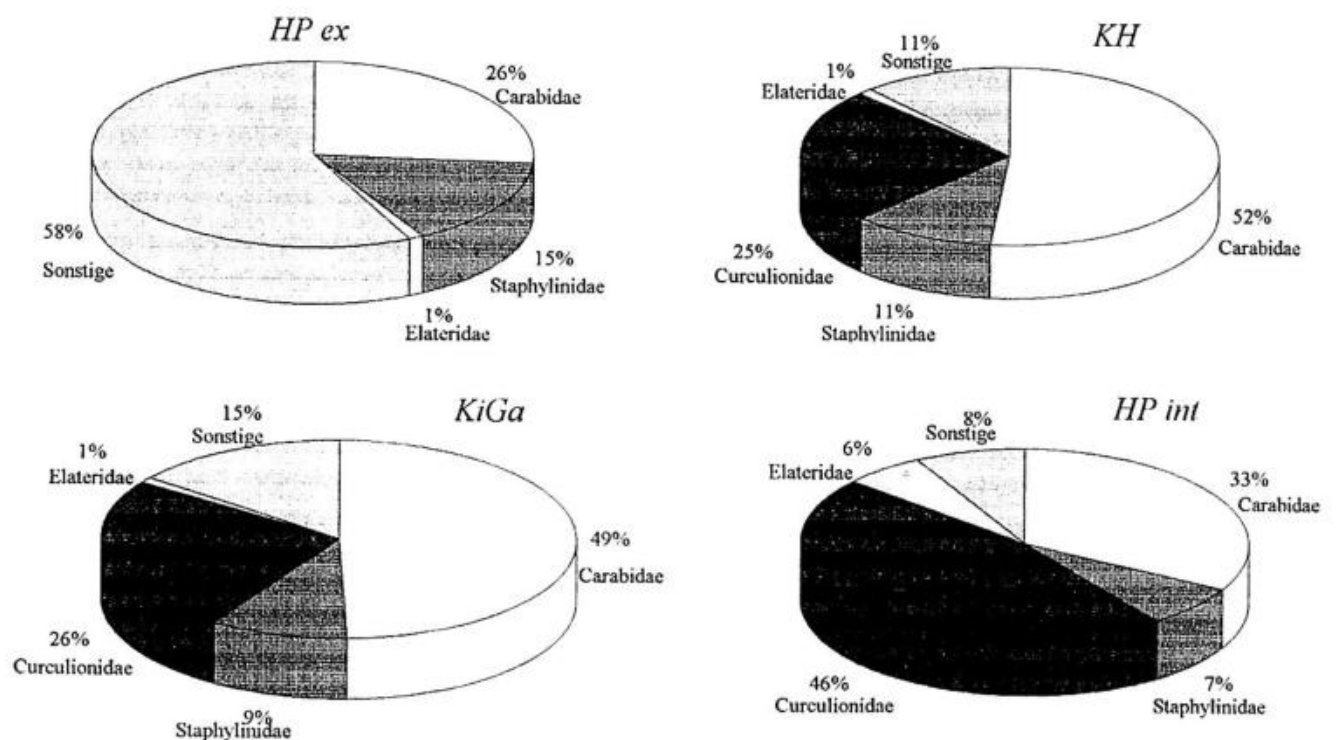 HP ex
26%
Carabidae
58%
Sonstige
15%
Staphylinidae
1%
Elateridae
KH
11%
Sonstige
1%
Elateridae
52%
Carabidae
25%
Curculionidae
11%
Staphylinidae
KiGa
15%
Sonstige
1%
Elateridae
49%
Carabidae
26%
Curculionidae
9%
Staphylinidae
HP int
8%
Sonstige
6%
Elateridae
33%
Carabidae
46%
Curculionidae
7%
Staphylinidae